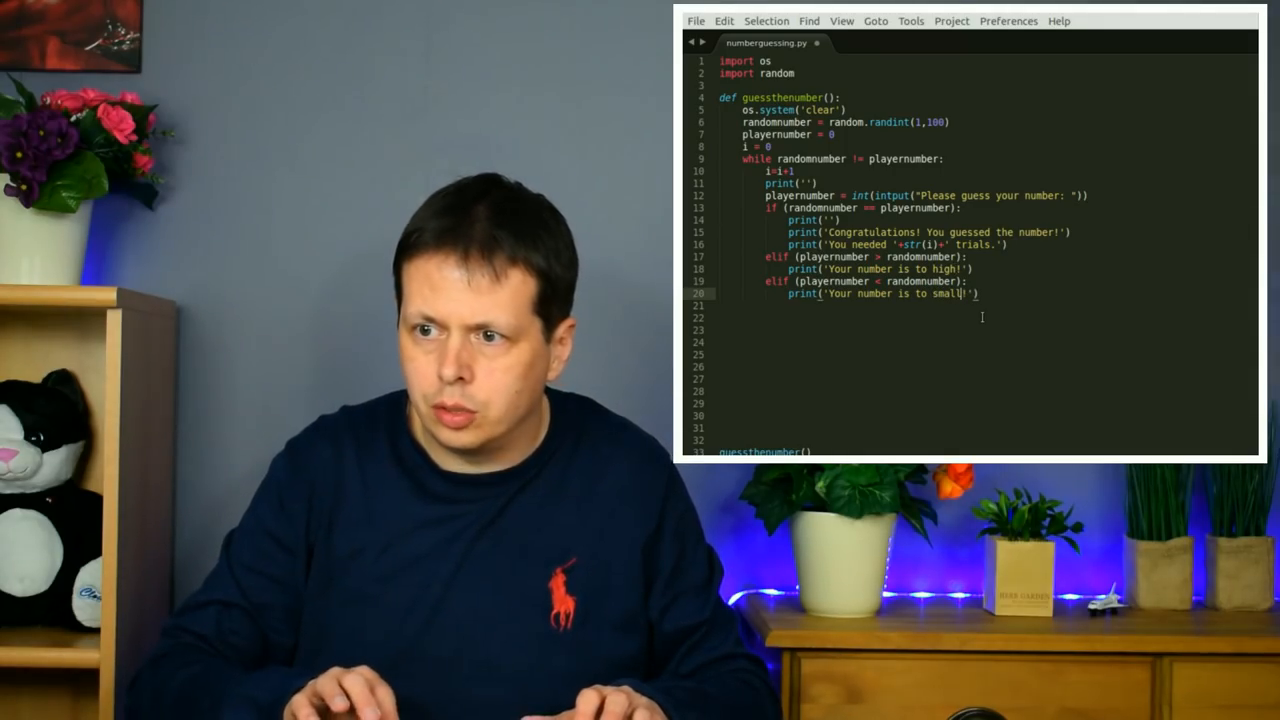 File Edit Selection Find View Goto Tools Project Preferences Help
numberguessing.py
1 import os
2 import random
3
4 def guessthenumber():
5 os.system('clear')
6 randomnumber = random.randint(1,100)
7 playernumber = 0
8 i = 0
9 while randomnumber != playernumber:
10 i=i+1
11 print('')
12 playernumber = int(intput("Please guess your number: "))
13 if (randomnumber == playernumber):
14 print('')
15 print('Congratulations! You guessed the number!')
16 print('You needed '+str(i)+' trials.')
17 elif (playernumber > randomnumber):
18 print('Your number is to high!')
19 elif (playernumber < randomnumber):
20 print('Your number is to small!')
21
22
23
24
25
26
27
28
29
30
31
32
33 guessthenumber()
HERB GARDEN